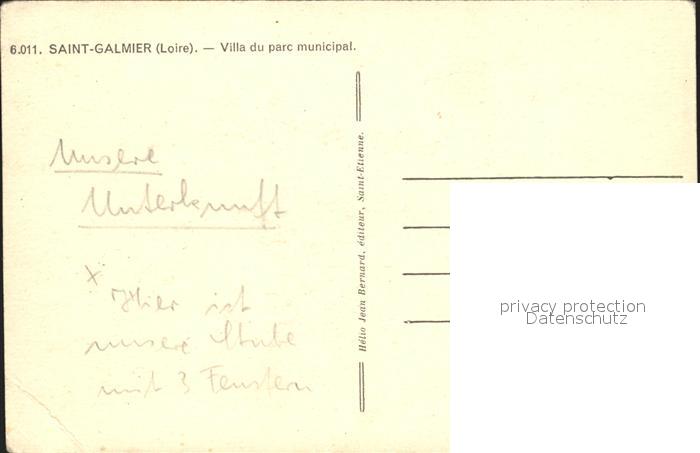 6.011. SAINT-GALMIER (Loire). — Villa du parc municipal.
Unsere
Unterkunft
x
Hier ist
unsere Stube
mit 3 Fenstern
Hélio Jean Bernard, éditeur, Saint-Etienne.
privacy protection
Datenschutz